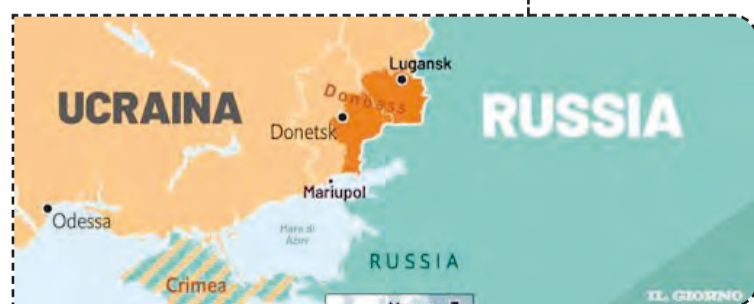 Lugansk
UCRAINA
Donbass
RUSSIA
Donetsk
Mariupol
Odessa
Mare di
Azov
RUSSIA
Crimea
IL GIORNO